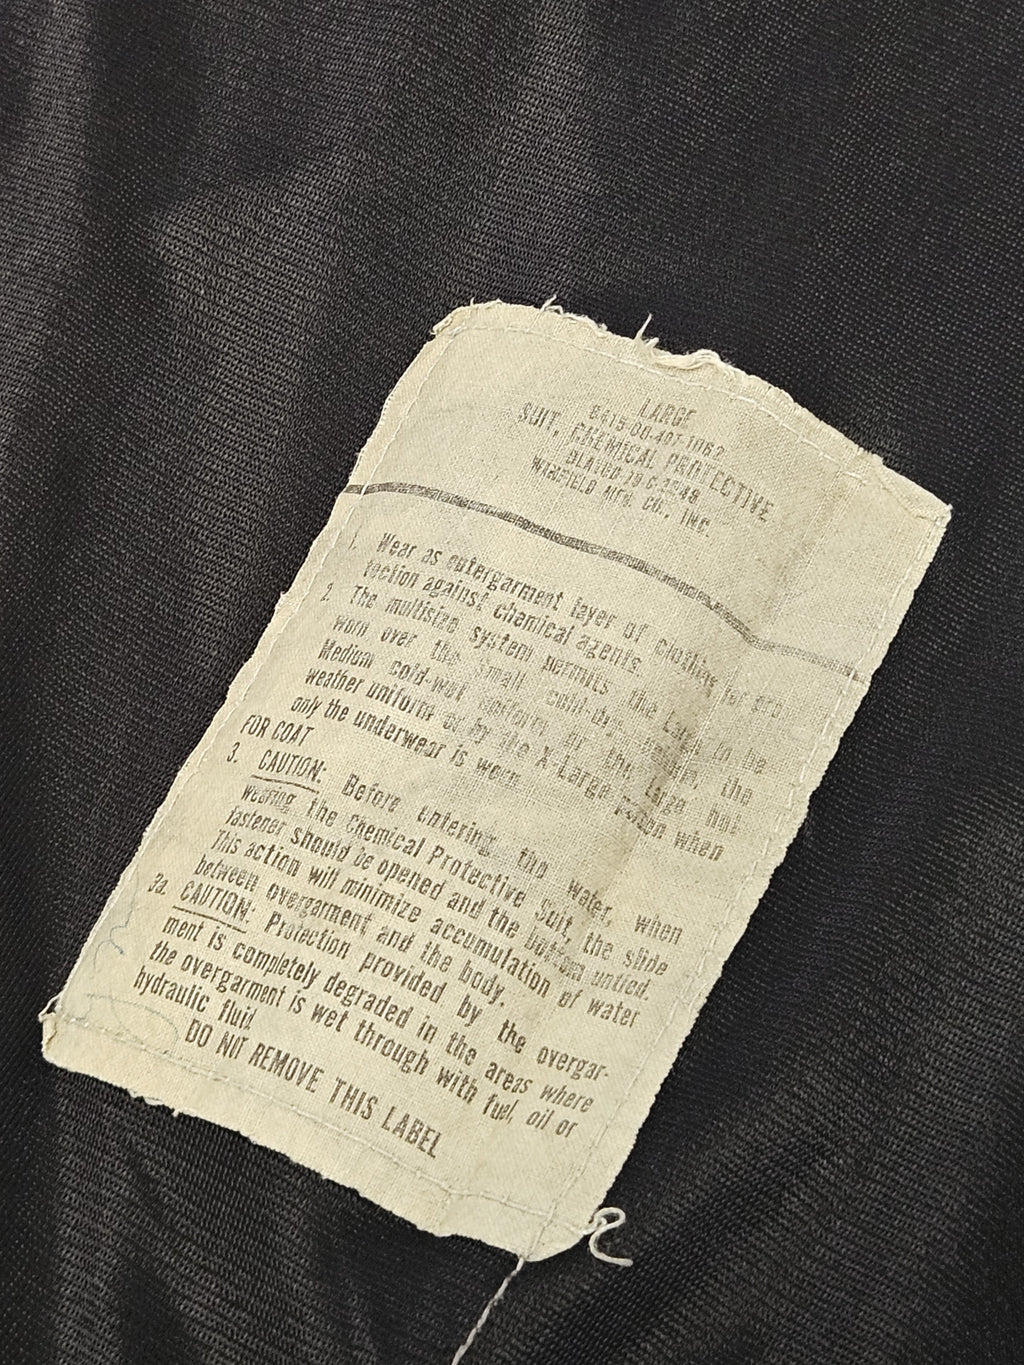 LARGE
8415-00-407-1062
SUIT, CHEMICAL PROTECTIVE
WINFIELD MFG. CO., INC.
1. Wear as outergarment layer of clothing for pro-
tection against chemical agents.
2. The multisize system permits the Large to be
worn over the Small cold-dry, the
Medium cold-wet uniform or the Large hot
weather uniform or by the X-Large person when
only the underwear is worn.
FOR COAT
3. CAUTION: Before entering the water, when
wearing the Chemical Protective Suit, the slide
fastener should be opened and the bottom untied.
This action will minimize accumulation of water
between overgarment and the body.
3a. CAUTION: Protection provided by the overgar-
ment is completely degraded in the areas where
the overgarment is wet through with fuel, oil or
hydraulic fluid
DO NOT REMOVE THIS LABEL